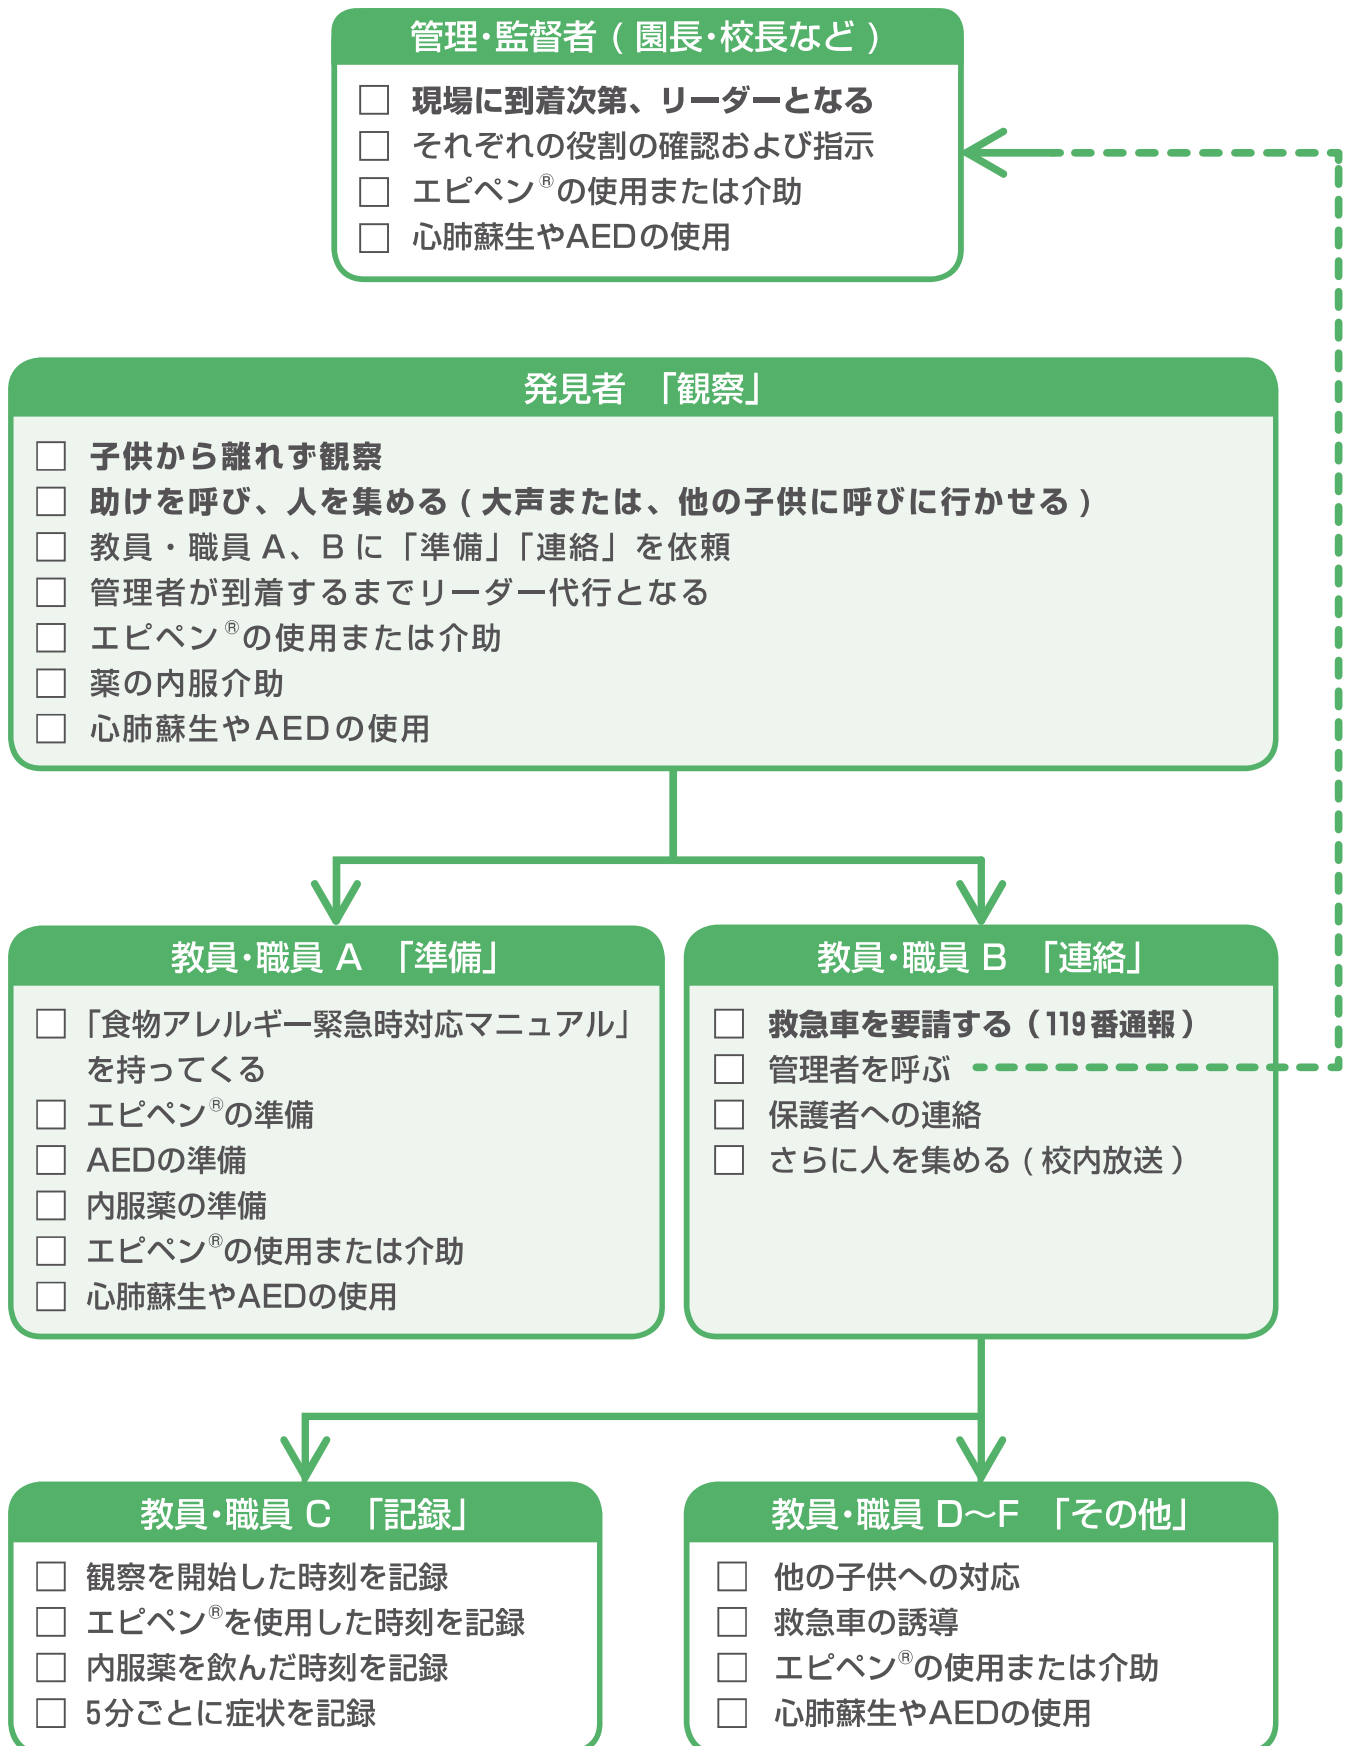 管理・監督者(園長・校長など)
□ 現場に到着次第、リーダーとなる
□ それぞれの役割の確認および指示
□ エピペン®の使用または介助
□ 心肺蘇生やAEDの使用
発見者 「観察」
□ 子供から離れず観察
□ 助けを呼び、人を集める(大声または、他の子供に呼びに行かせる)
□ 教員・職員 A、B に「準備」「連絡」を依頼
□ 管理者が到着するまでリーダー代行となる
□ エピペン®の使用または介助
□ 薬の内服介助
□ 心肺蘇生やAEDの使用
教員・職員 A 「準備」
□ 「食物アレルギー緊急時対応マニュアル」
を持ってくる
□ エピペン®の準備
□ AEDの準備
□ 内服薬の準備
□ エピペン®の使用または介助
□ 心肺蘇生やAEDの使用
教員・職員 B 「連絡」
□ 救急車を要請する(119番通報)
□ 管理者を呼ぶ
□ 保護者への連絡
□ さらに人を集める(校内放送)
教員・職員 C 「記録」
□ 観察を開始した時刻を記録
□ エピペン®を使用した時刻を記録
□ 内服薬を飲んだ時刻を記録
□ 5分ごとに症状を記録
教員・職員 D〜F 「その他」
□ 他の子供への対応
□ 救急車の誘導
□ エピペン®の使用または介助
□ 心肺蘇生やAEDの使用